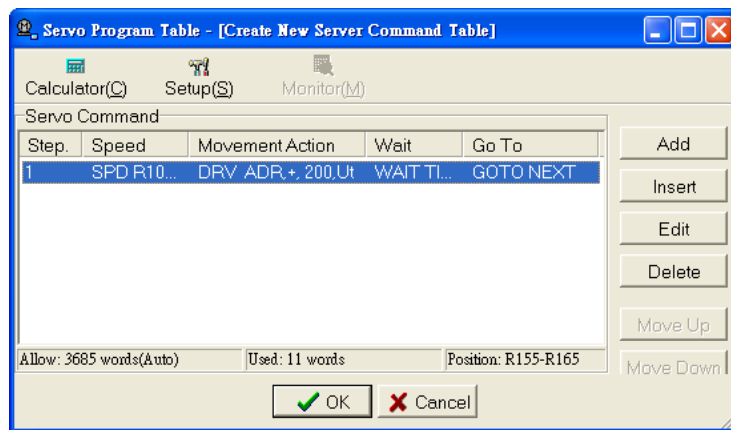 Servo Program Table - [Create New Server Command Table]
Calculator(C) Setup(S) Monitor(M)
Servo Command
Step. Speed Movement Action Wait Go To
1 SPD R10... DRV ADR,+, 200,Ut WAIT TI... GOTO NEXT
Add
Insert
Edit
Delete
Move Up
Move Down
Allow: 3685 words(Auto) Used: 11 words Position: R155-R165
OK Cancel